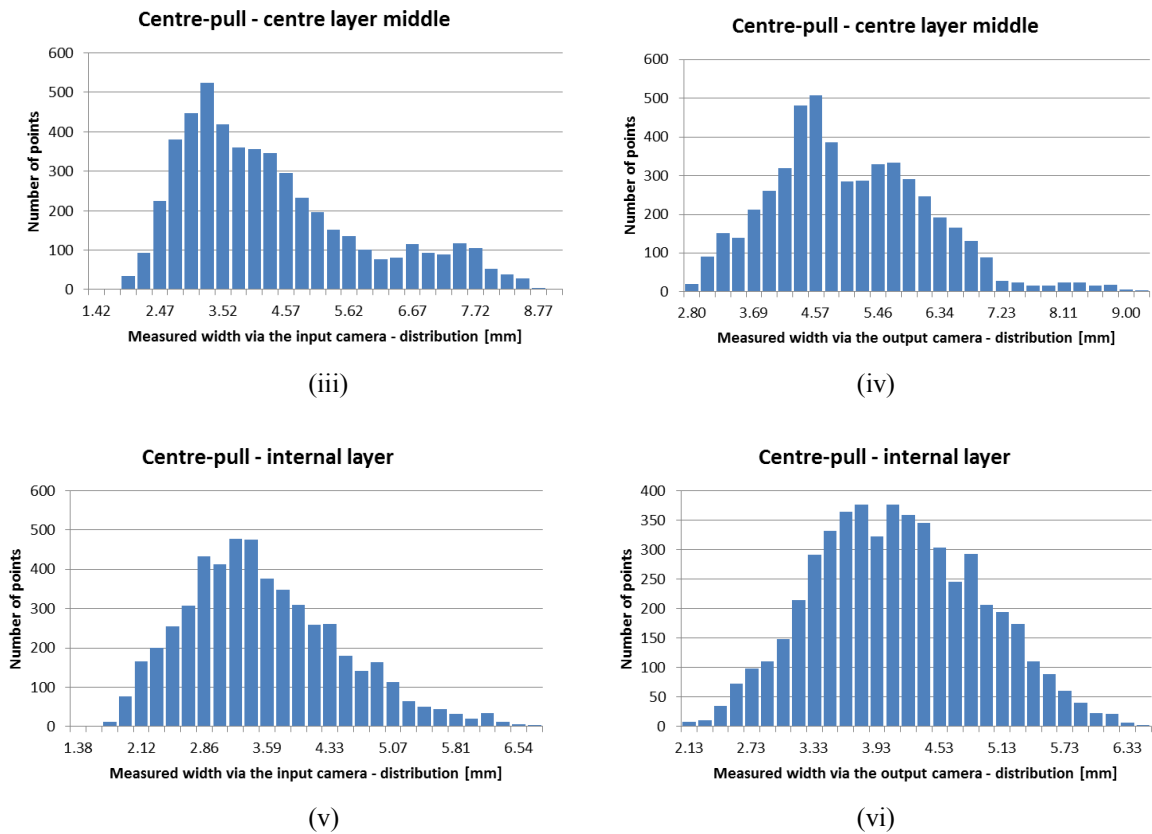 Centre-pull - centre layer middle
600
500
400
300
200
100
0
Number of points
1.42 2.47 3.52 4.57 5.62 6.67 7.72 8.77
Measured width via the input camera - distribution [mm]
(iii)
Centre-pull - centre layer middle
600
500
400
300
200
100
0
Number of points
2.80 3.69 4.57 5.46 6.34 7.23 8.11 9.00
Measured width via the output camera - distribution [mm]
(iv)
Centre-pull - internal layer
600
500
400
300
200
100
0
Number of points
1.38 2.12 2.86 3.59 4.33 5.07 5.81 6.54
Measured width via the input camera - distribution [mm]
(v)
Centre-pull - internal layer
400
350
300
250
200
150
100
50
0
Number of points
2.13 2.73 3.33 3.93 4.53 5.13 5.73 6.33
Measured width via the output camera - distribution [mm]
(vi)